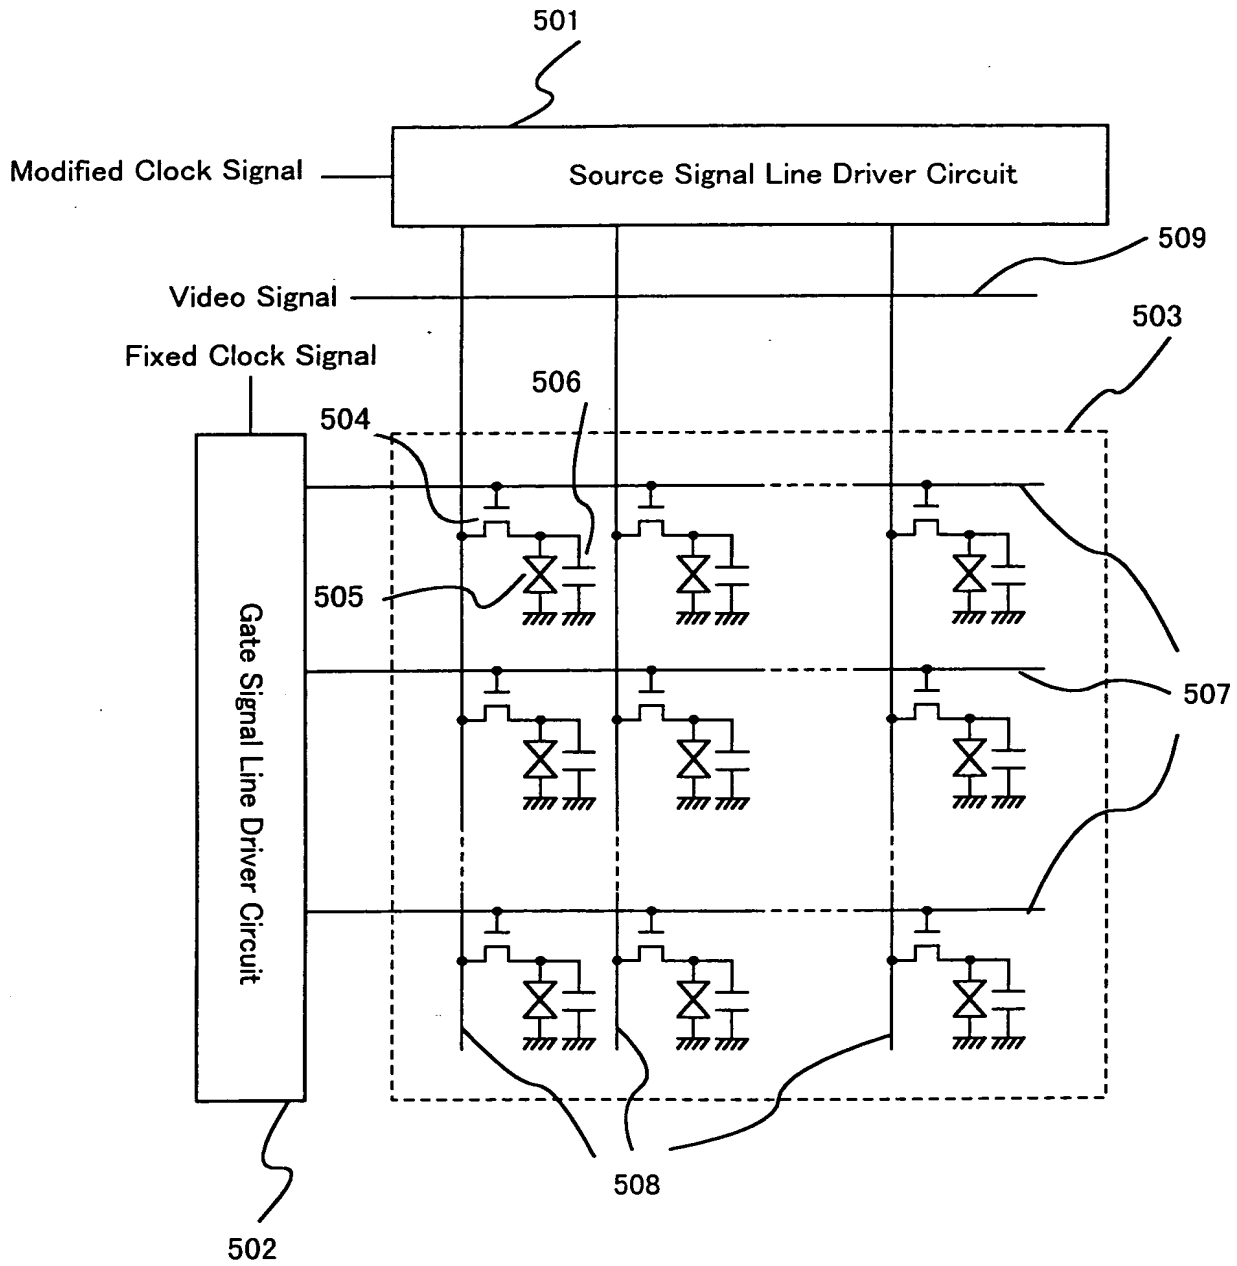 501
Modified Clock Signal
Source Signal Line Driver Circuit
509
Video Signal
503
Fixed Clock Signal
506
504
505
Gate Signal Line Driver Circuit
507
508
502